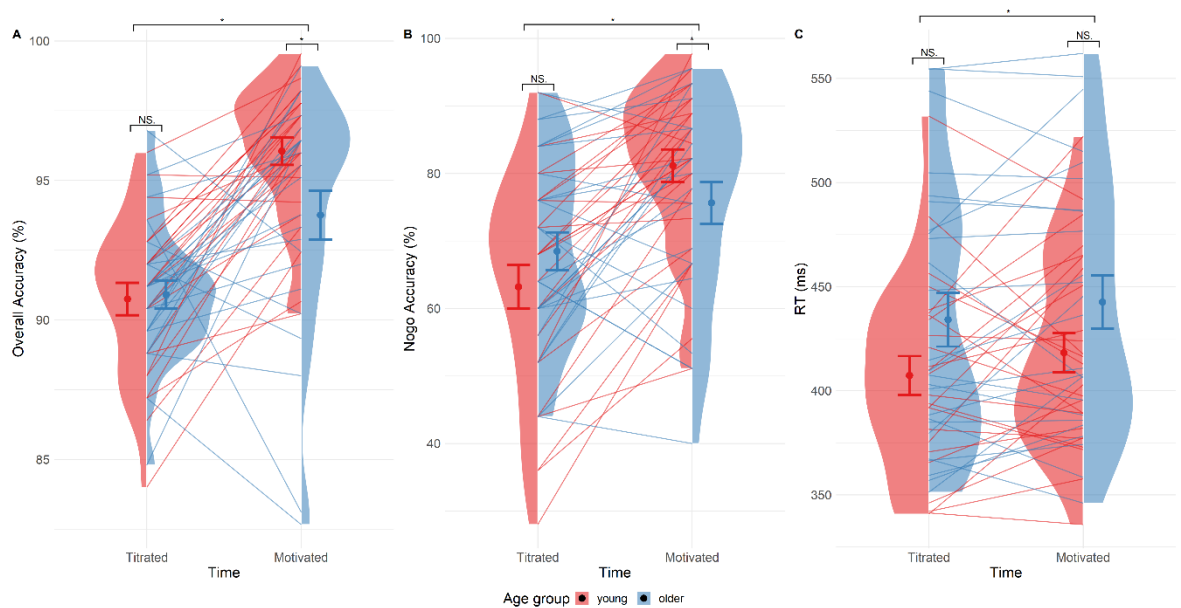 A
*
*
NS.
100
95
90
85
Overall Accuracy (%)
Titrated
Motivated
Time
B
*
*
NS.
100
80
60
40
Nogo Accuracy (%)
Titrated
Motivated
Time
C
*
NS.
NS.
550
500
450
400
350
RT (ms)
Titrated
Motivated
Time
Age group young older